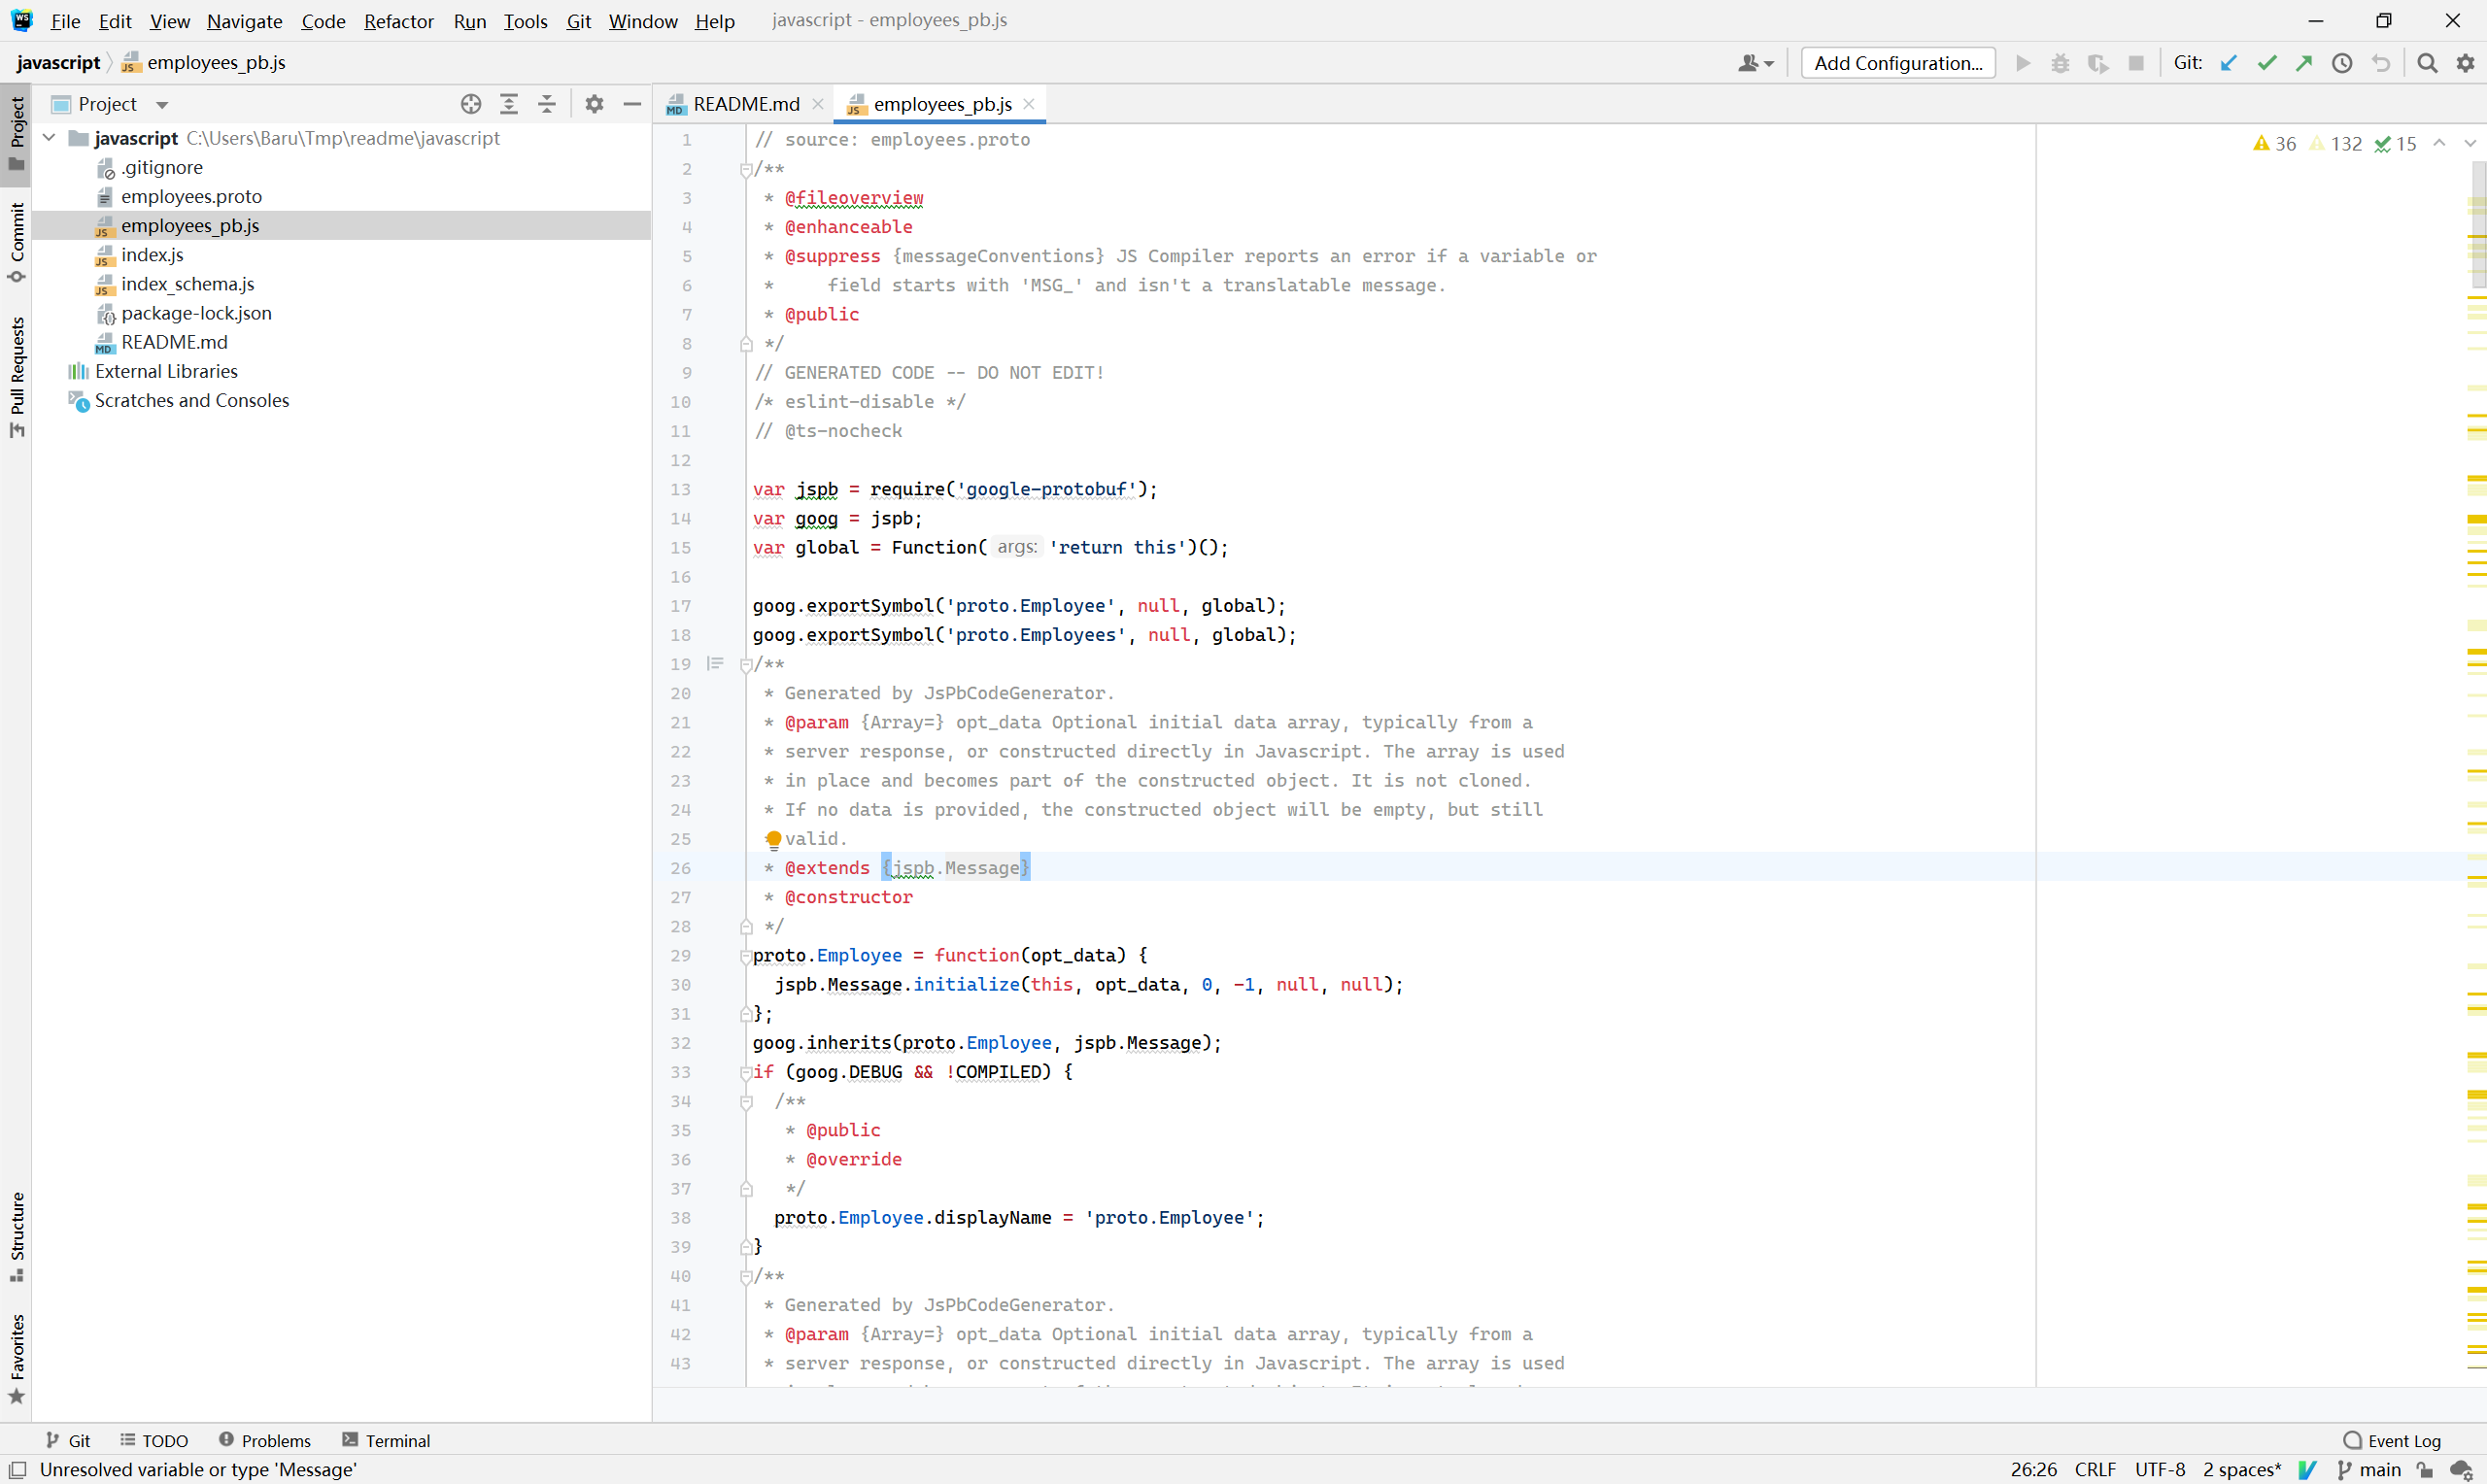 WS File Edit View Navigate Code Refactor Run Tools Git Window Help javascript - employees_pb.js
javascript employees_pb.js Add Configuration... Git:
Project
README.md employees_pb.js
36 132 15
Project
Commit
Pull Requests
Structure
Favorites
javascript C:\Users\Baru\Tmp\readme\javascript
.gitignore
employees.proto
employees_pb.js
index.js
index_schema.js
package-lock.json
README.md
External Libraries
Scratches and Consoles
1 // source: employees.proto
2 /**
3 * @fileoverview
4 * @enhanceable
5 * @suppress {messageConventions} JS Compiler reports an error if a variable or
6 *     field starts with 'MSG_' and isn't a translatable message.
7 * @public
8 */
9 // GENERATED CODE -- DO NOT EDIT!
10 /* eslint-disable */
11 // @ts-nocheck
12
13 var jspb = require('google-protobuf');
14 var goog = jspb;
15 var global = Function( args: 'return this')();
16
17 goog.exportSymbol('proto.Employee', null, global);
18 goog.exportSymbol('proto.Employees', null, global);
19 /**
20 * Generated by JsPbCodeGenerator.
21 * @param {Array=} opt_data Optional initial data array, typically from a
22 * server response, or constructed directly in Javascript. The array is used
23 * in place and becomes part of the constructed object. It is not cloned.
24 * If no data is provided, the constructed object will be empty, but still
25 valid.
26 * @extends {jspb.Message}
27 * @constructor
28 */
29 proto.Employee = function(opt_data) {
30   jspb.Message.initialize(this, opt_data, 0, -1, null, null);
31 };
32 goog.inherits(proto.Employee, jspb.Message);
33 if (goog.DEBUG && !COMPILED) {
34   /**
35    * @public
36    * @override
37    */
38   proto.Employee.displayName = 'proto.Employee';
39 }
40 /**
41 * Generated by JsPbCodeGenerator.
42 * @param {Array=} opt_data Optional initial data array, typically from a
43 * server response, or constructed directly in Javascript. The array is used
Git TODO Problems Terminal Event Log
Unresolved variable or type 'Message' 26:26 CRLF UTF-8 2 spaces* main